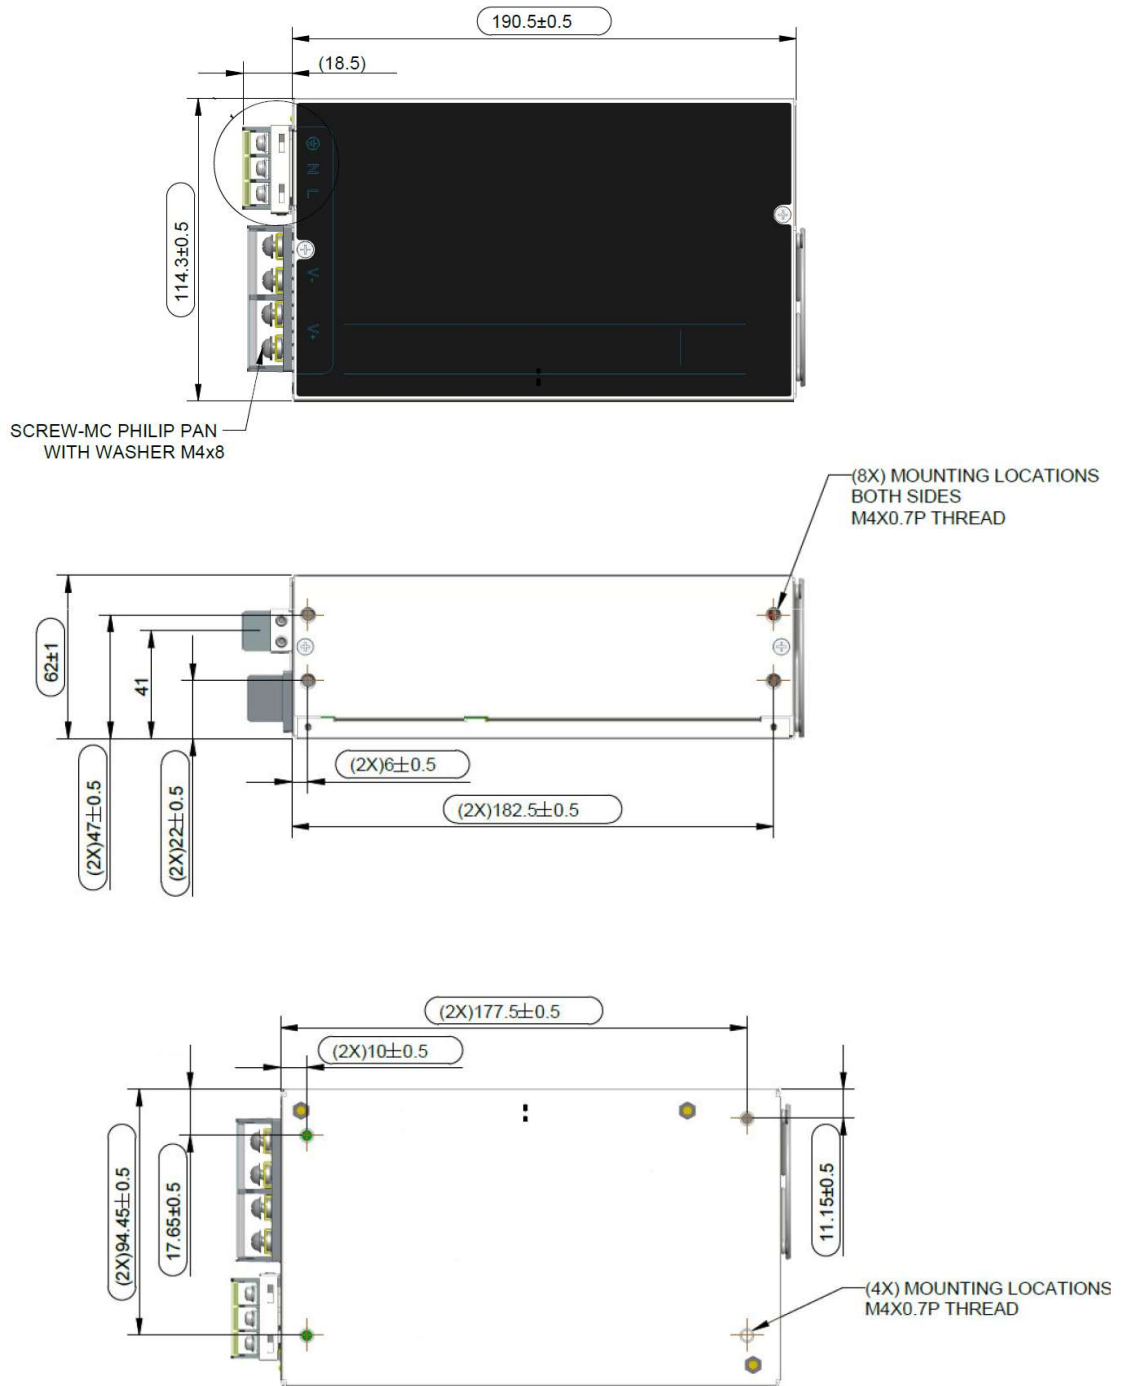 190.5±0.5
(18.5)
114.3±0.5
N
L
V-
V+
SCREW-MC PHILIP PAN
WITH WASHER M4x8
(8X) MOUNTING LOCATIONS
BOTH SIDES
M4X0.7P THREAD
62±1
41
(2X)47±0.5
(2X)22±0.5
(2X)6±0.5
(2X)182.5±0.5
(2X)177.5±0.5
(2X)10±0.5
(2X)94.45±0.5
17.65±0.5
11.15±0.5
(4X) MOUNTING LOCATIONS
M4X0.7P THREAD